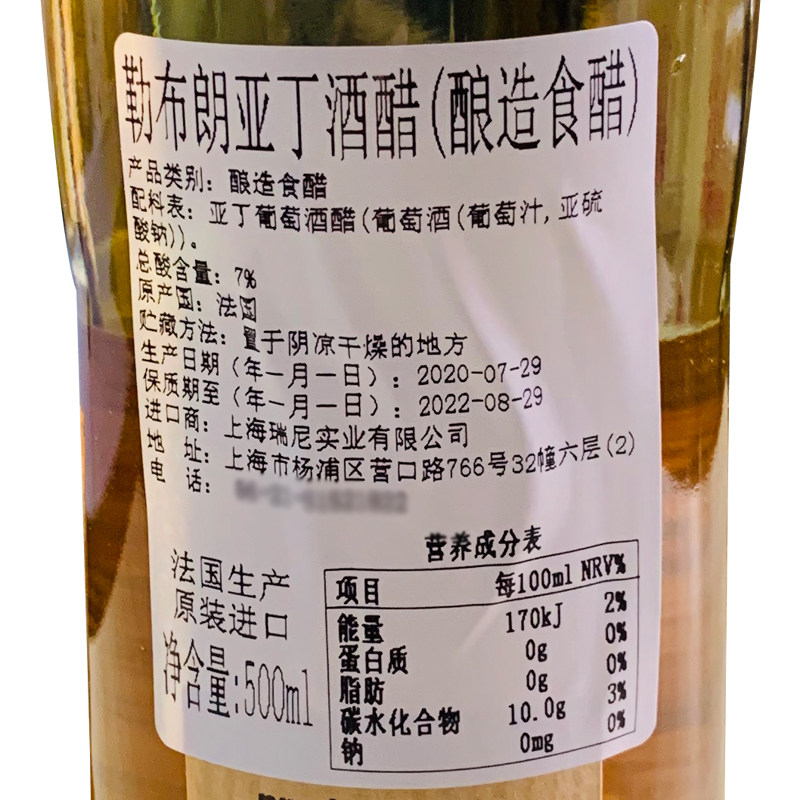 勒布朗亚丁酒醋(酿造食醋)
产品类别：酿造食醋
配料表：亚丁葡萄酒醋(葡萄酒(葡萄汁,亚硫
酸钠))。
总酸含量：7%
原产国：法国
贮藏方法：置于阴凉干燥的地方
生产日期（年—月—日）：2020-07-29
保质期至（年—月—日）：2022-08-29
进口商：上海瑞尼实业有限公司
地 址：上海市杨浦区营口路766号32幢六层(2)
电 话：
法国生产
原装进口
净含量:500ml
营养成分表
项目 每100ml NRV%
能量 170kJ 2%
蛋白质 0g 0%
脂肪 0g 0%
碳水化合物 10.0g 3%
钠 0mg 0%